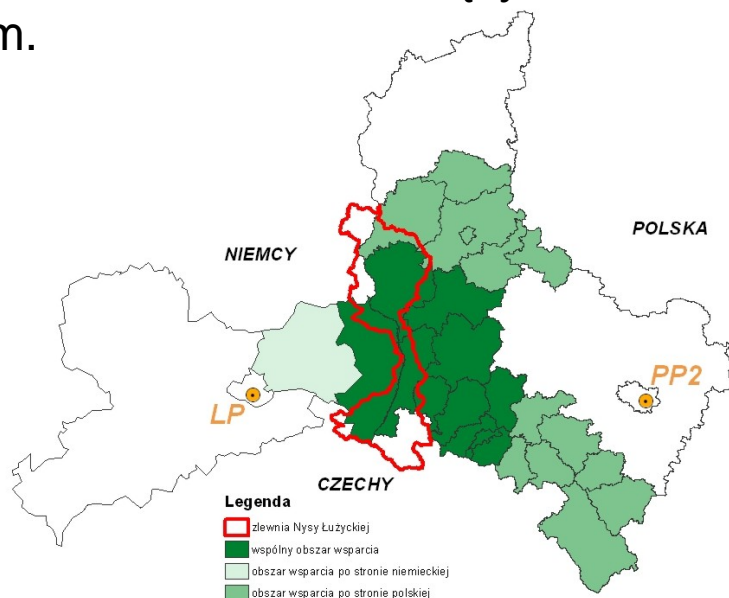 m.
NIEMCY
POLSKA
LP
PP2
CZECHY
Legenda
zlewnia Nysy Łużyckiej
wspólny obszar wsparcia
obszar wsparcia po stronie niemieckiej
obszar wsparcia po stronie polskiej